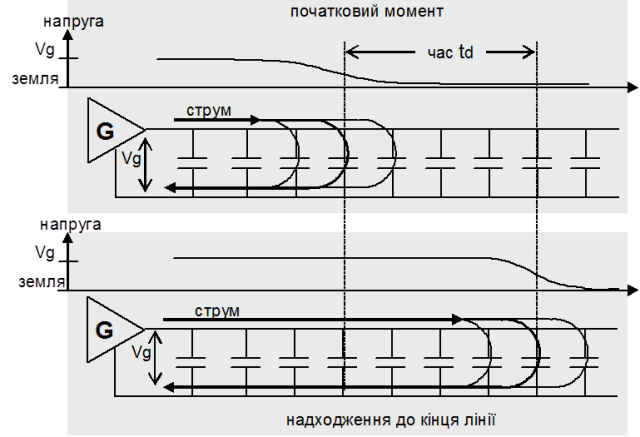 початковий момент
напруга
Vg
час td
земля
струм
G
Vg
напруга
Vg
земля
струм
G
Vg
надходження до кінця лінії